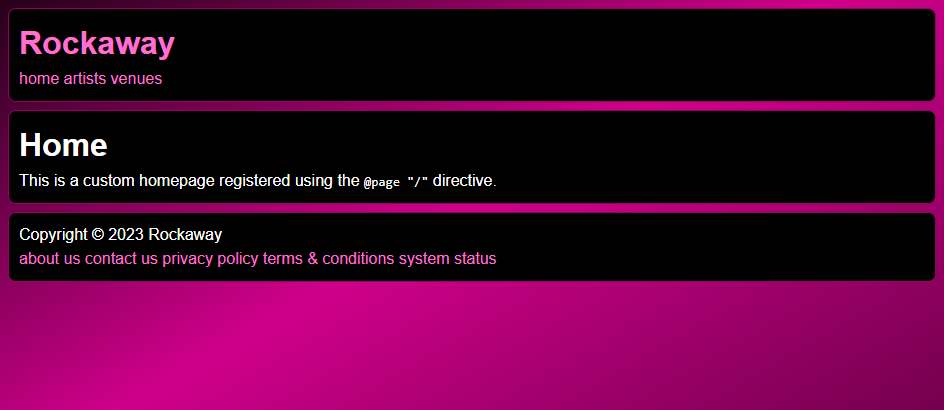 Rockaway
home artists venues
Home
This is a custom homepage registered using the @page "/" directive.
Copyright © 2023 Rockaway
about us contact us privacy policy terms & conditions system status